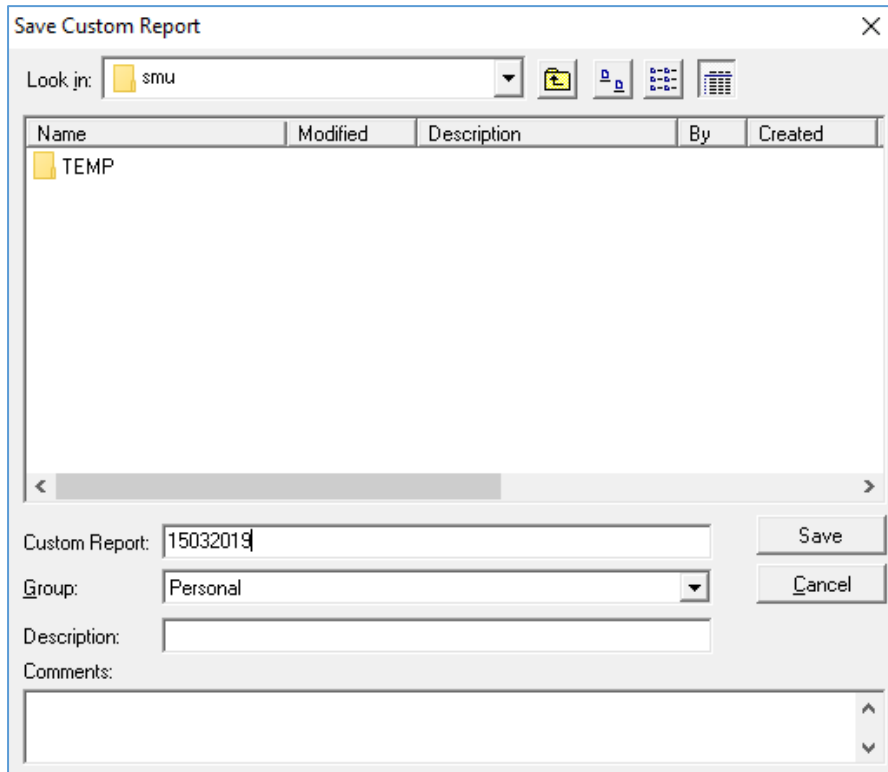 Save Custom Report
Look in: smu
Name Modified Description By Created
TEMP
Custom Report: 15032019 Save
Group: Personal Cancel
Description:
Comments: